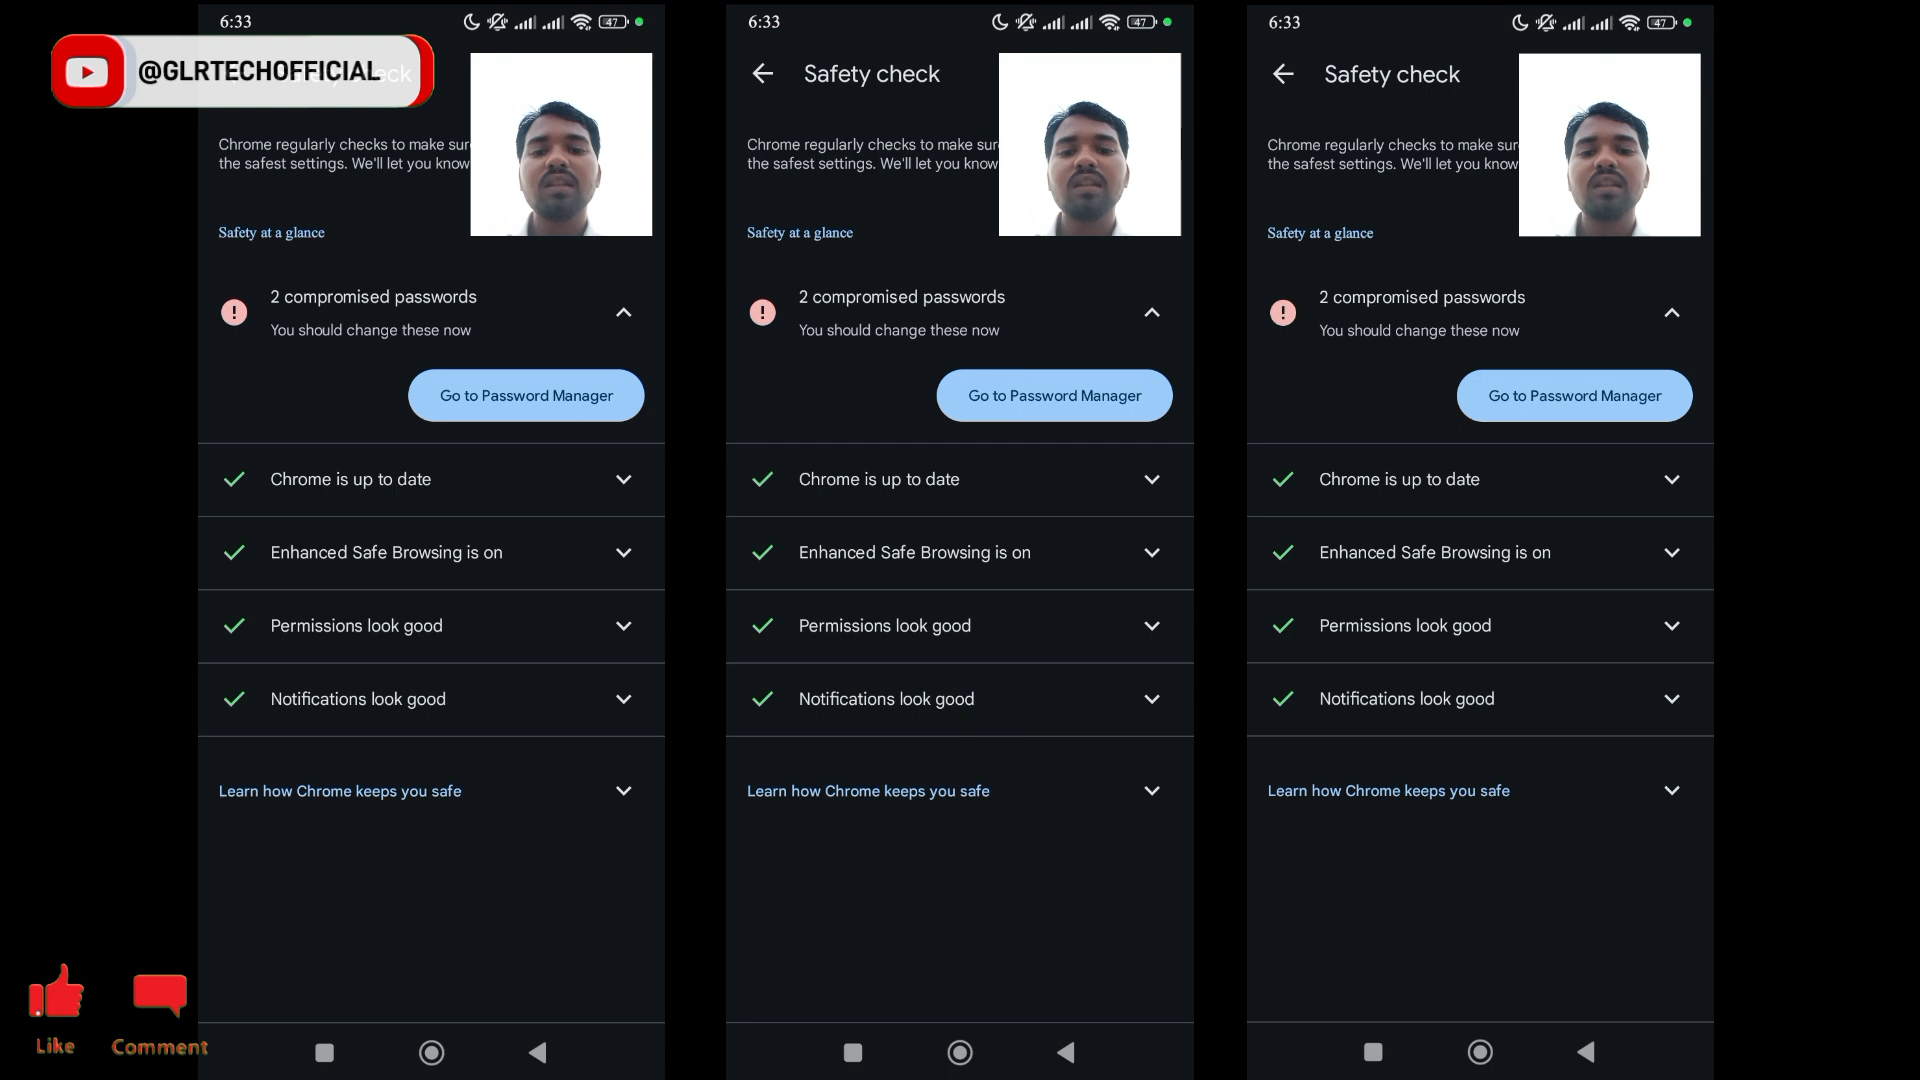 6:33
47
@GLRTECHOFFICIAL
Chrome regularly checks to make sur
the safest settings. We'll let you know
Safety at a glance
2 compromised passwords
You should change these now
Go to Password Manager
Chrome is up to date
Enhanced Safe Browsing is on
Permissions look good
Notifications look good
Learn how Chrome keeps you safe
Like
Comment
6:33
47
Safety check
Chrome regularly checks to make sur
the safest settings. We'll let you know
Safety at a glance
2 compromised passwords
You should change these now
Go to Password Manager
Chrome is up to date
Enhanced Safe Browsing is on
Permissions look good
Notifications look good
Learn how Chrome keeps you safe
6:33
47
Safety check
Chrome regularly checks to make sur
the safest settings. We'll let you know
Safety at a glance
2 compromised passwords
You should change these now
Go to Password Manager
Chrome is up to date
Enhanced Safe Browsing is on
Permissions look good
Notifications look good
Learn how Chrome keeps you safe